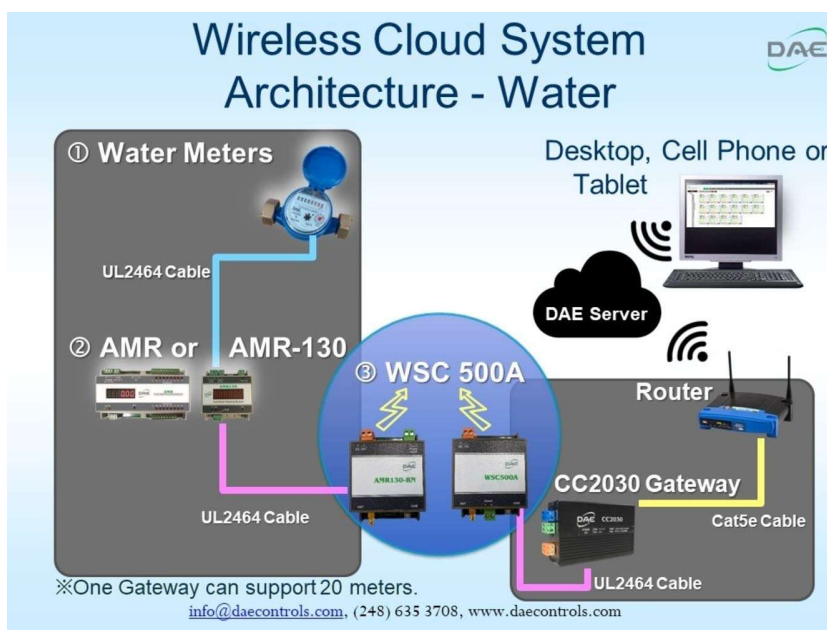 Wireless Cloud System
Architecture - Water
DAE
① Water Meters
Desktop, Cell Phone or
Tablet
UL2464 Cable
DAE Server
② AMR or AMR-130
③ WSC 500A
Router
AMR130-RM
WSC500A
CC2030 Gateway
DAE CC2030
UL2464 Cable
Cat5e Cable
UL2464 Cable
※One Gateway can support 20 meters.
info@daecontrols.com, (248) 635 3708, www.daecontrols.com